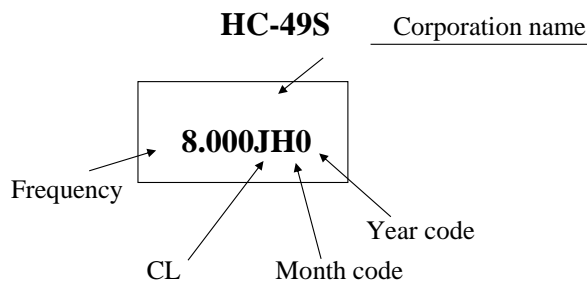 HC-49S Corporation name
8.000JH0
Frequency
Year code
CL Month code